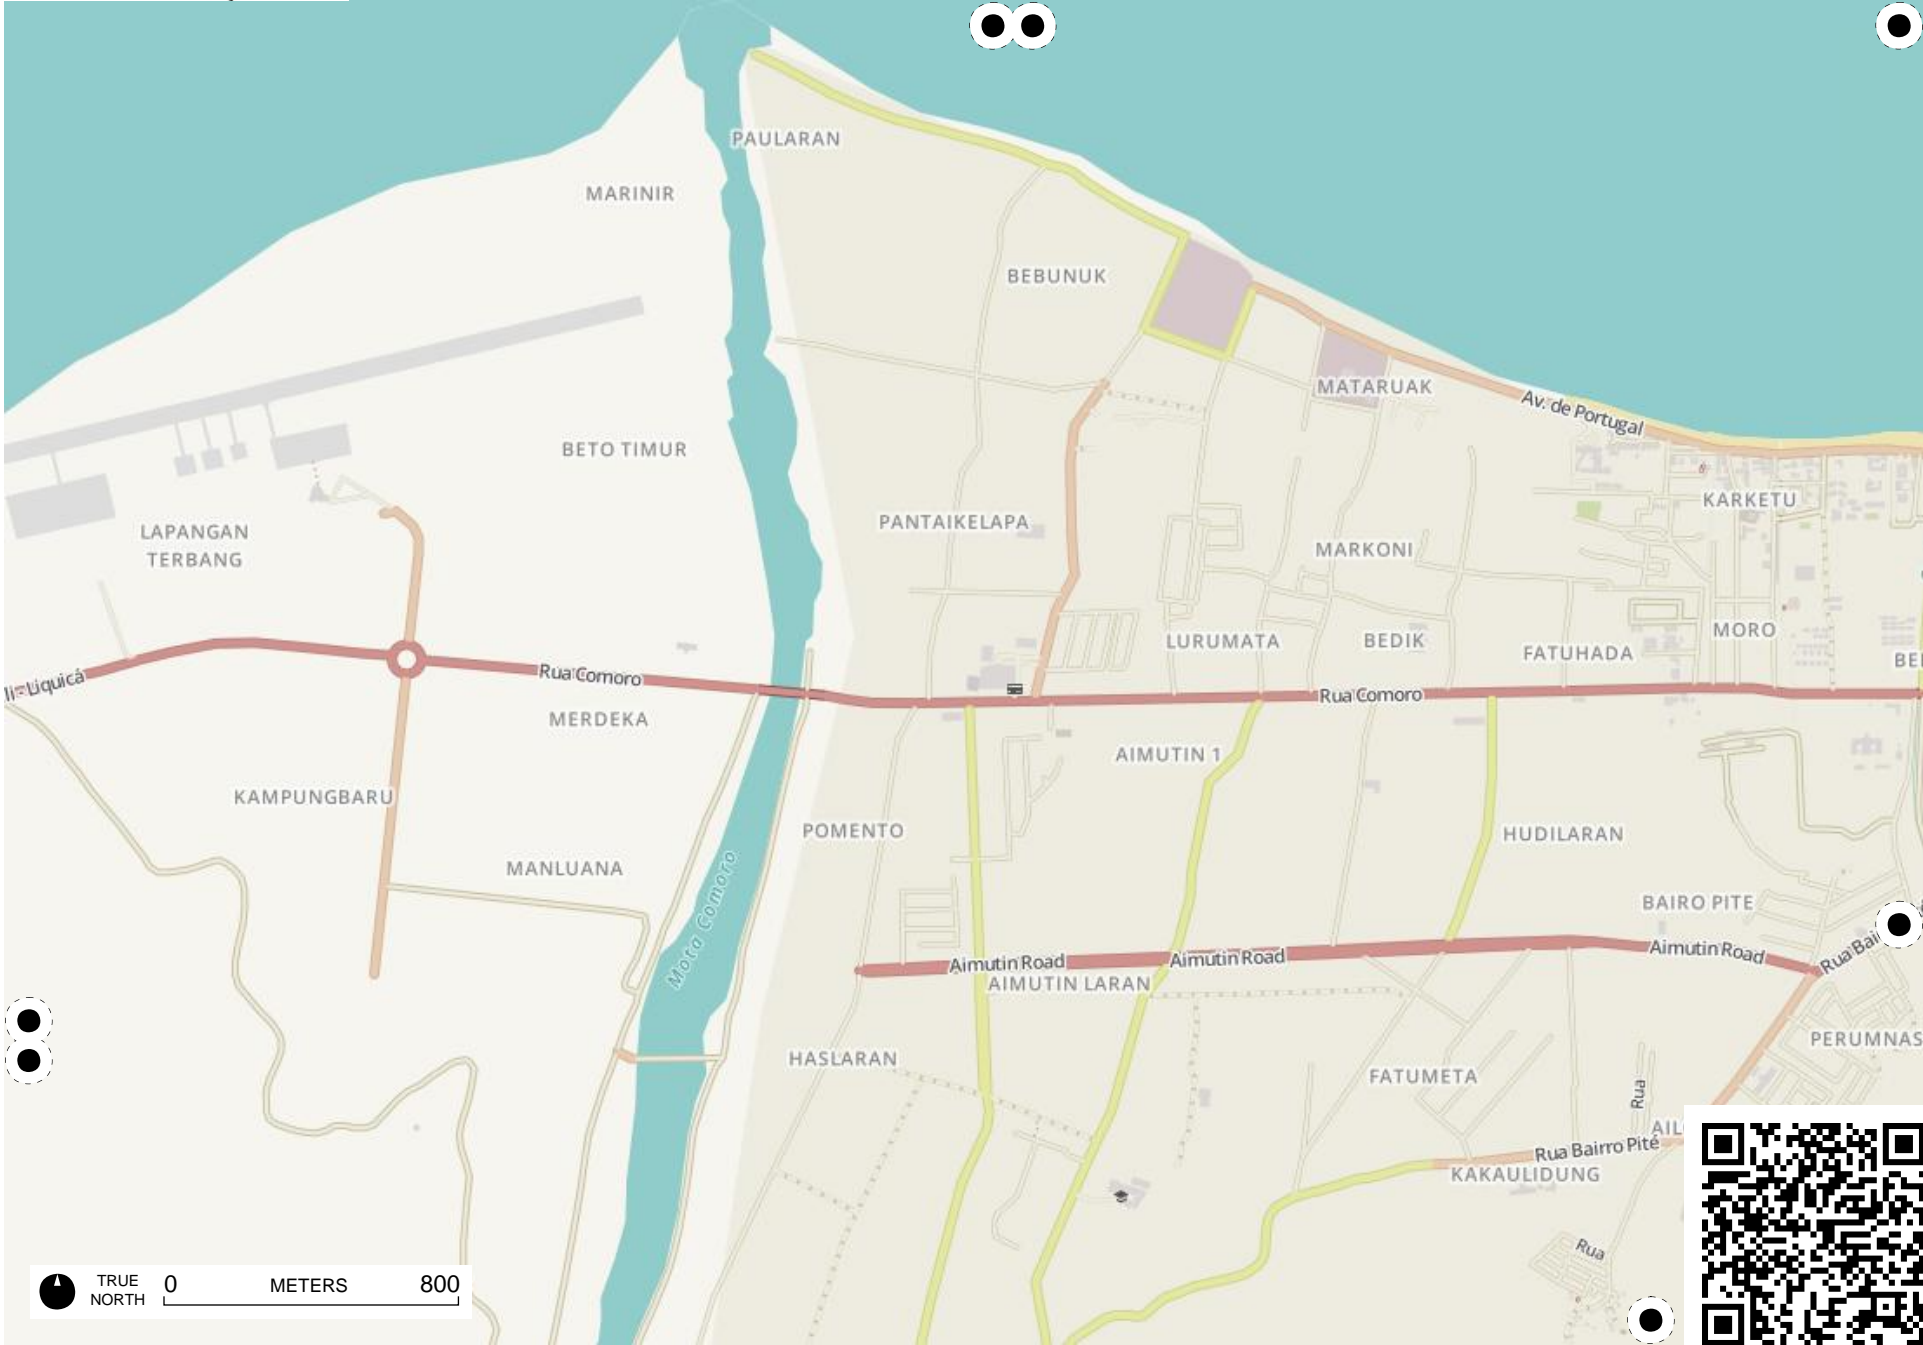 PAULARAN
MARINIR
BEBUNUK
MATARUAK
Av. de Portugal
BETO TIMUR
KARKETU
PANTAIKELAPA
LAPANGAN
TERBANG
MARKONI
MORO
LURUMATA
BEDIK
FATUHADA
Rua Comoro
Liquicá
Rua Comoro
MERDEKA
AIMUTIN 1
KAMPUNGBARU
POMENTO
HUDILARAN
MANLUANA
Mota Comoro
BAIRO PITE
Aimutin Road
Aimutin Road
Aimutin Road
Rua
AIMUTIN LARAN
PERUMNAS
HASLARAN
FATUMETA
Rua
Rua Bairro Pité
KAKAULIDUNG
Rua
TRUE
NORTH
0 METERS 800